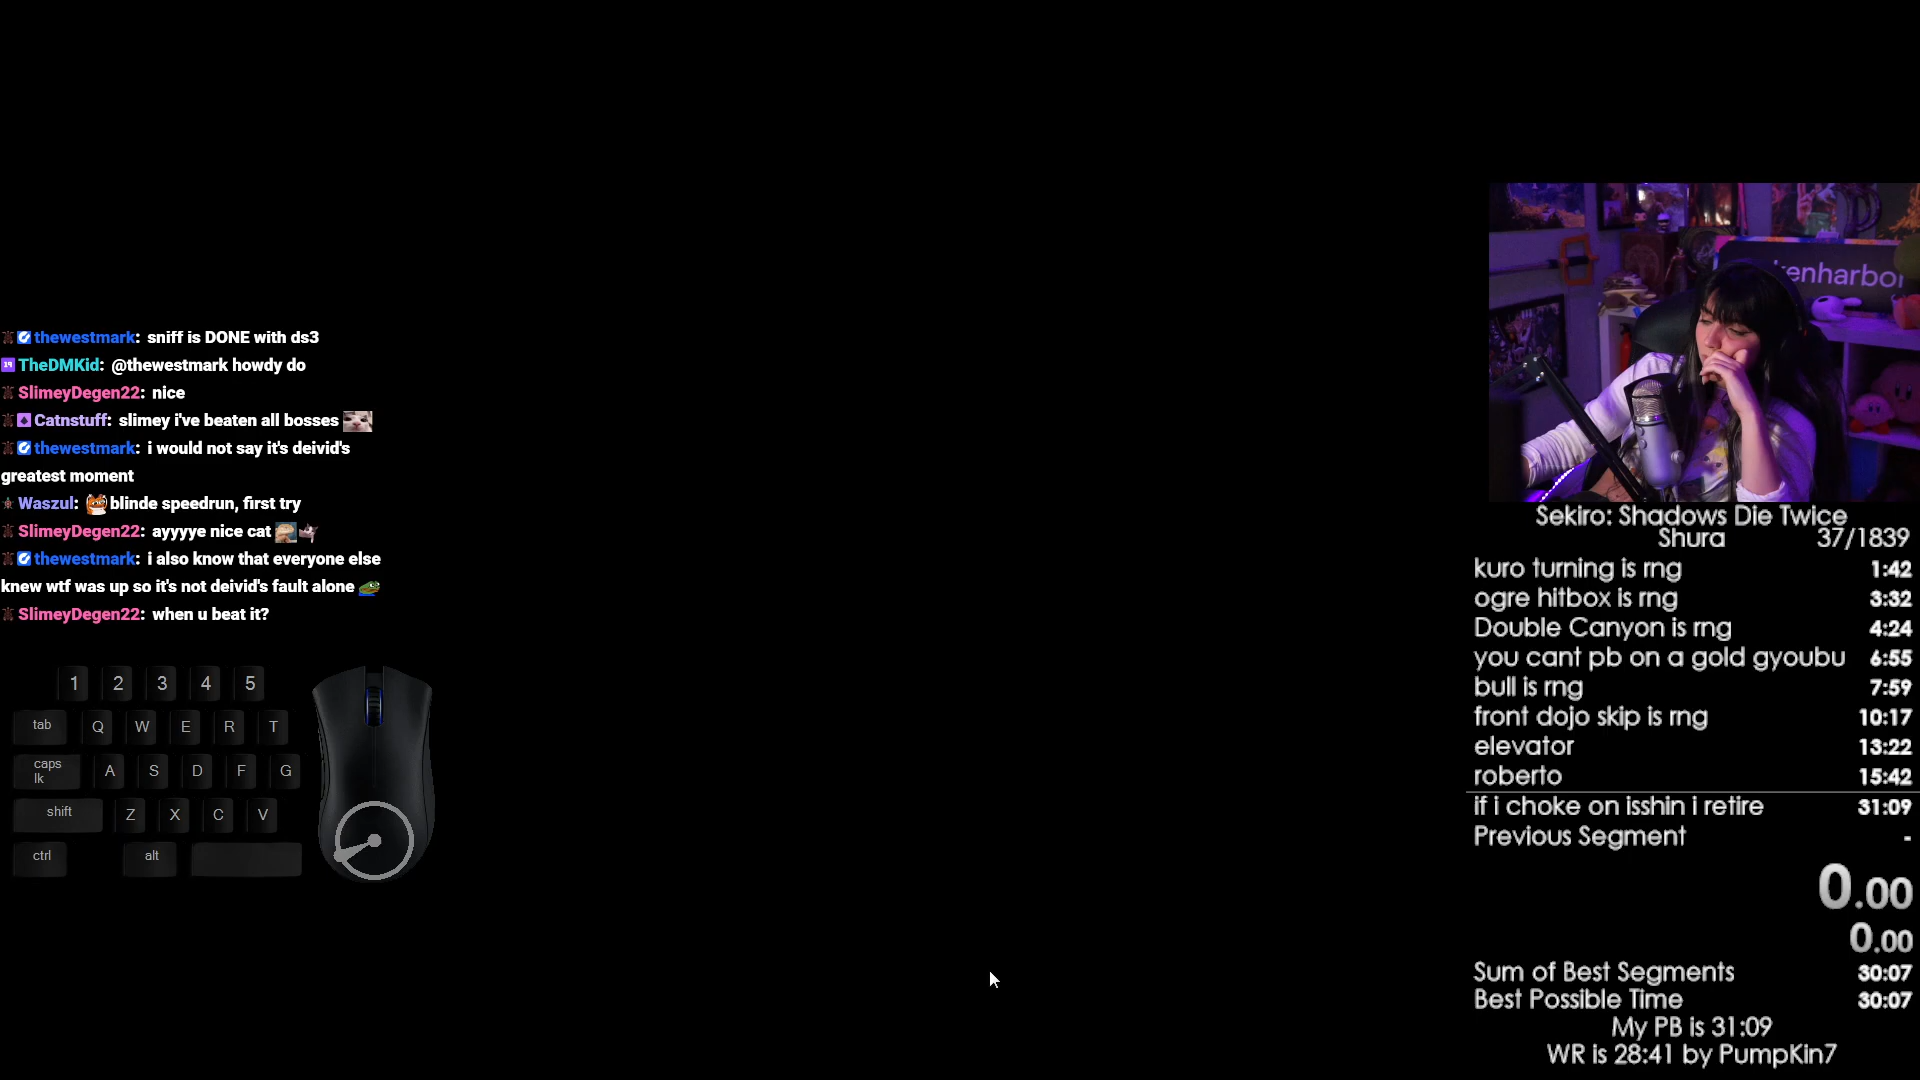 thewestmark: sniff is DONE with ds3
TheDMKid: @thewestmark howdy do
SlimeyDegen22: nice
Catnstuff: slimey i've beaten all bosses
thewestmark: i would not say it's deivid's
greatest moment
Waszul: blinde speedrun, first try
SlimeyDegen22: ayyyye nice cat
thewestmark: i also know that everyone else
knew wtf was up so it's not deivid's fault alone
SlimeyDegen22: when u beat it?
1 2 3 4 5
tab Q W E R T
caps
lk A S D F G
shift Z X C V
ctrl alt
kenharbor
Sekiro: Shadows Die Twice
Shura 37/1839
kuro turning is rng 1:42
ogre hitbox is rng 3:32
Double Canyon is rng 4:24
you cant pb on a gold gyoubu 6:55
bull is rng 7:59
front dojo skip is rng 10:17
elevator 13:22
roberto 15:42
if i choke on isshin i retire 31:09
Previous Segment -
0.00
0.00
Sum of Best Segments 30:07
Best Possible Time 30:07
My PB is 31:09
WR is 28:41 by PumpKin7